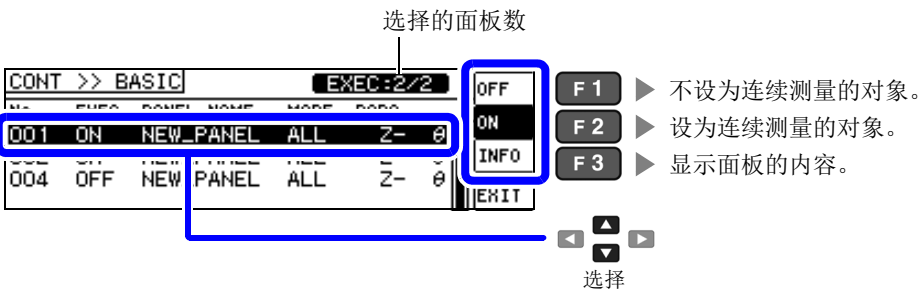 选择的面板数
CONT >> BASIC EXEC:2/2
001 ON NEW_PANEL ALL Z- θ
004 OFF NEW_PANEL ALL Z- θ
OFF
ON
INFO
EXIT
F1 不设为连续测量的对象。
F2 设为连续测量的对象。
F3 显示面板的内容。
选择